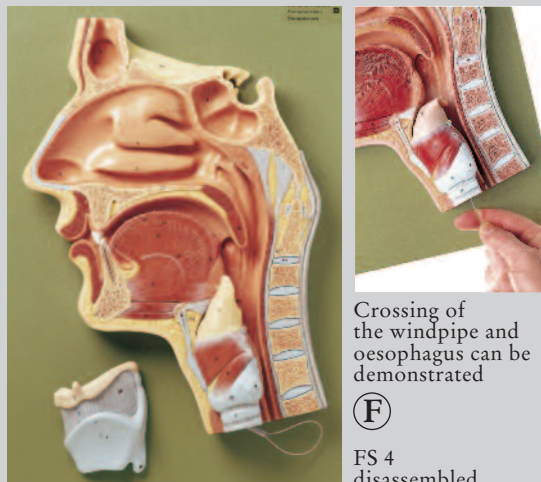 Crossing of
the windpipe and
oesophagus can be
demonstrated
F
FS 4
disassembled